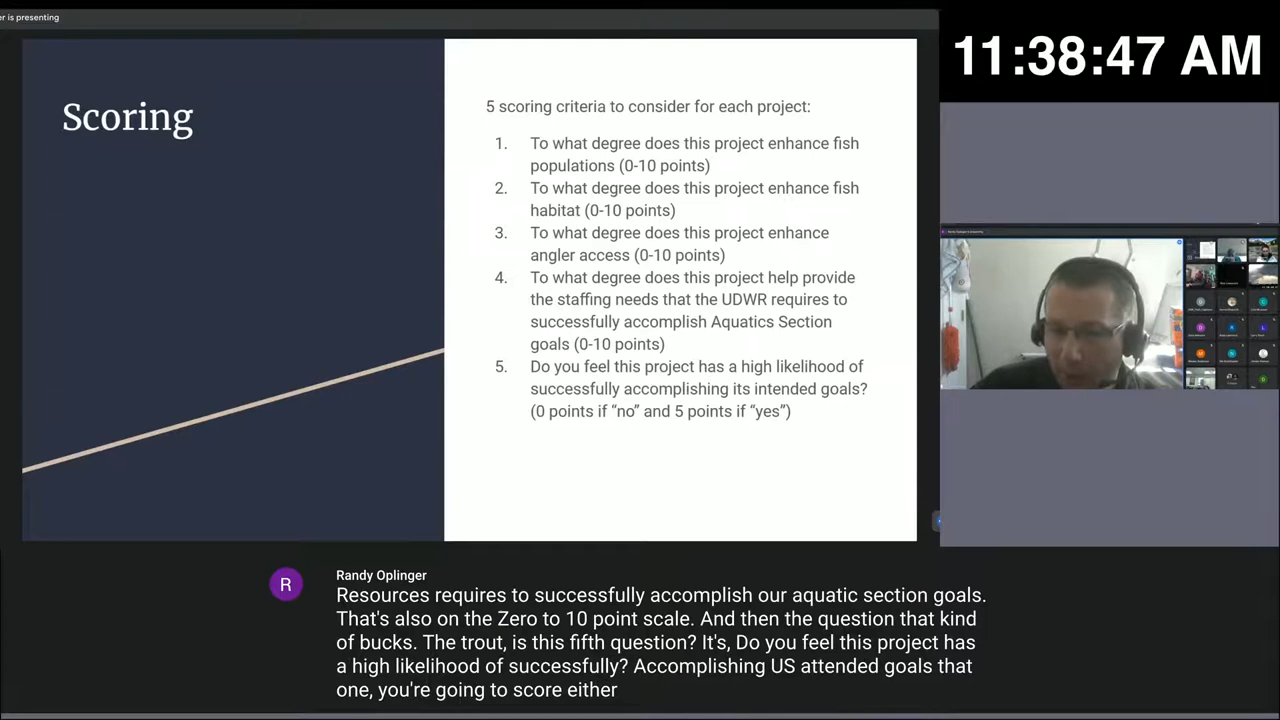 er is presenting
11:38:47 AM
Scoring
5 scoring criteria to consider for each project:
1. To what degree does this project enhance fish
populations (0-10 points)
2. To what degree does this project enhance fish
habitat (0-10 points)
3. To what degree does this project enhance
angler access (0-10 points)
4. To what degree does this project help provide
the staffing needs that the UDWR requires to
successfully accomplish Aquatics Section
goals (0-10 points)
5. Do you feel this project has a high likelihood of
successfully accomplishing its intended goals?
(0 points if “no” and 5 points if “yes”)
R
Randy Oplinger
Resources requires to successfully accomplish our aquatic section goals.
That's also on the Zero to 10 point scale. And then the question that kind
of bucks. The trout, is this fifth question? It's, Do you feel this project has
a high likelihood of successfully? Accomplishing US attended goals that
one, you're going to score either